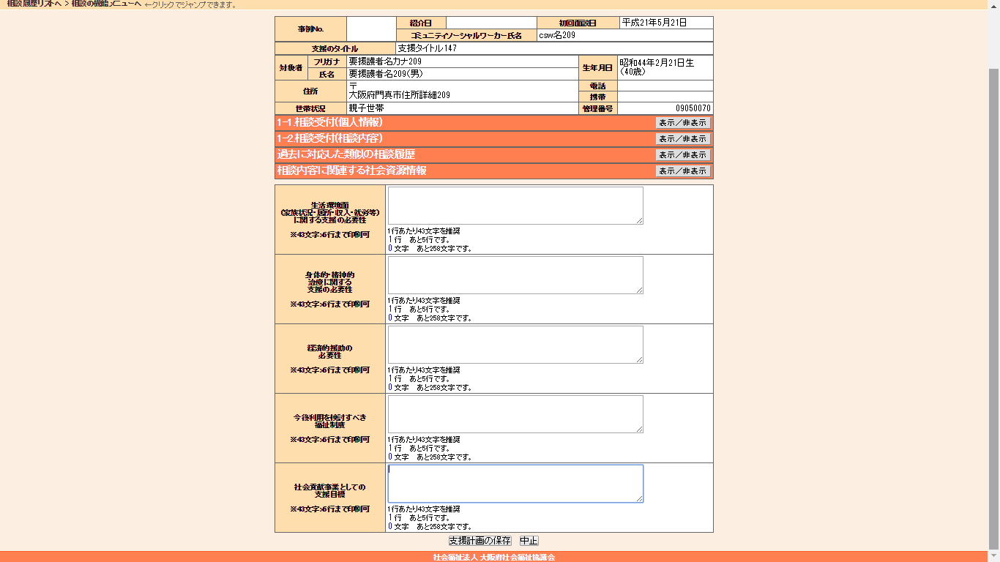 相談履歴リストへ > 相談の機能メニューへ ←クリックでジャンプできます。
事例No. 紹介日 初回面談日 平成21年5月21日
コミュニティソーシャルワーカー氏名 csw名209
支援のタイトル 支援タイトル147
対象者 フリガナ 要援護者名カナ209 生年月日 昭和44年2月21日生
(40歳)
氏名 要援護者名209(男)
住所 〒 電話
大阪府門真市住所詳細209 携帯
世帯状況 親子世帯 管理番号 09050070
1-1.相談受付(個人情報) 表示/非表示
1-2.相談受付(相談内容) 表示/非表示
過去に対応した類似の相談履歴 表示/非表示
相談内容に関連する社会資源情報 表示/非表示
生活環境面
(家族状況・居所・収入・就労等)
に関する支援の必要性
※43文字×6行まで印刷可
1行あたり43文字を推奨
1 行 あと5行です。
0 文字 あと258文字です。
身体的・精神的
治療に関する
支援の必要性
※43文字×6行まで印刷可
1行あたり43文字を推奨
1 行 あと5行です。
0 文字 あと258文字です。
経済的援助の
必要性
※43文字×6行まで印刷可
1行あたり43文字を推奨
1 行 あと5行です。
0 文字 あと258文字です。
今後利用を検討すべき
福祉制度
※43文字×6行まで印刷可
1行あたり43文字を推奨
1 行 あと5行です。
0 文字 あと258文字です。
社会貢献事業としての
支援目標
※43文字×6行まで印刷可
1行あたり43文字を推奨
1 行 あと5行です。
0 文字 あと258文字です。
支援計画の保存 中止
社会福祉法人 大阪府社会福祉協議会